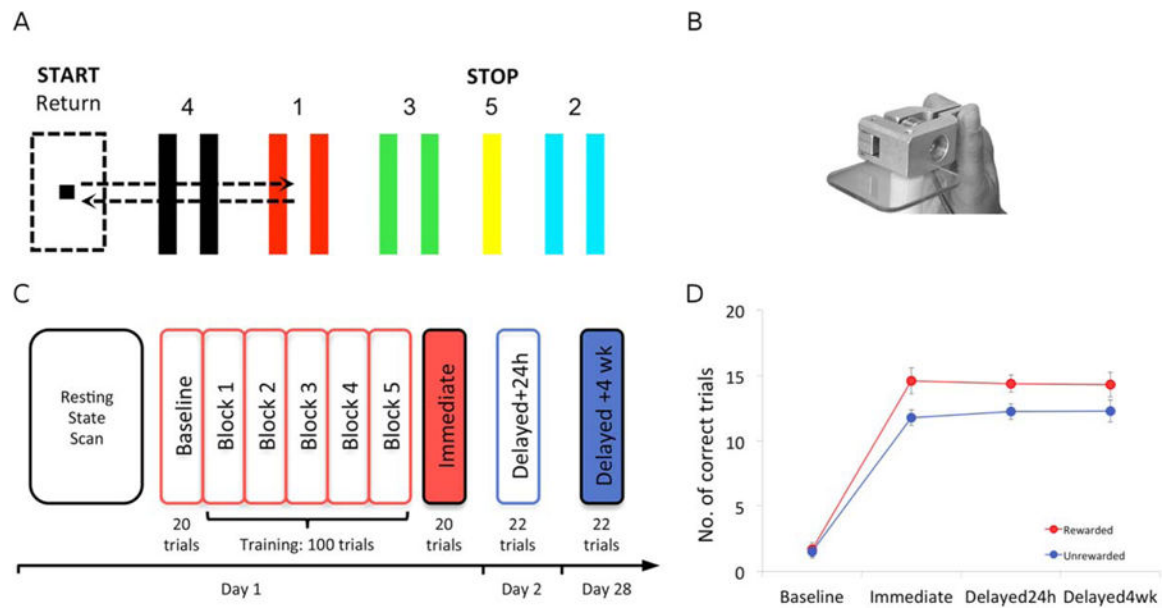 A
START
Return
STOP
4
1
3
5
2
B
C
Resting
State
Scan
Baseline
Block 1
Block 2
Block 3
Block 4
Block 5
Immediate
Delayed+24h
Delayed +4 wk
20
trials
Training: 100 trials
20
trials
22
trials
22
trials
Day 1
Day 2
Day 28
D
No. of correct trials
20
15
10
5
0
Rewarded
Unrewarded
Baseline
Immediate
Delayed24h
Delayed4wk